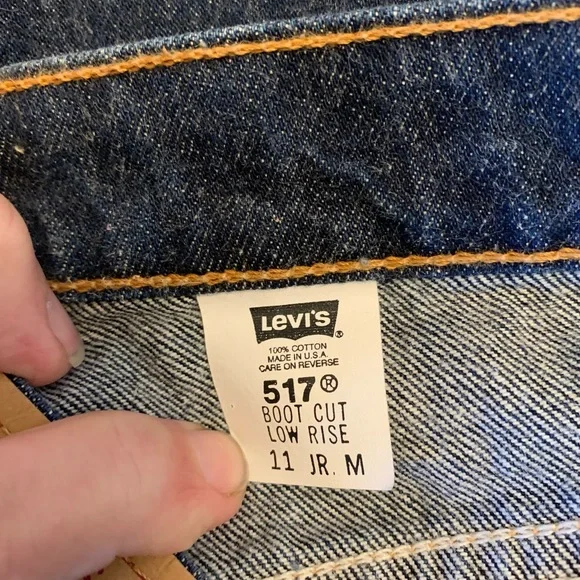 Levi's ®
100% COTTON
MADE IN U.S.A
CARE ON REVERSE
517®
BOOT CUT
LOW RISE
11 JR. M